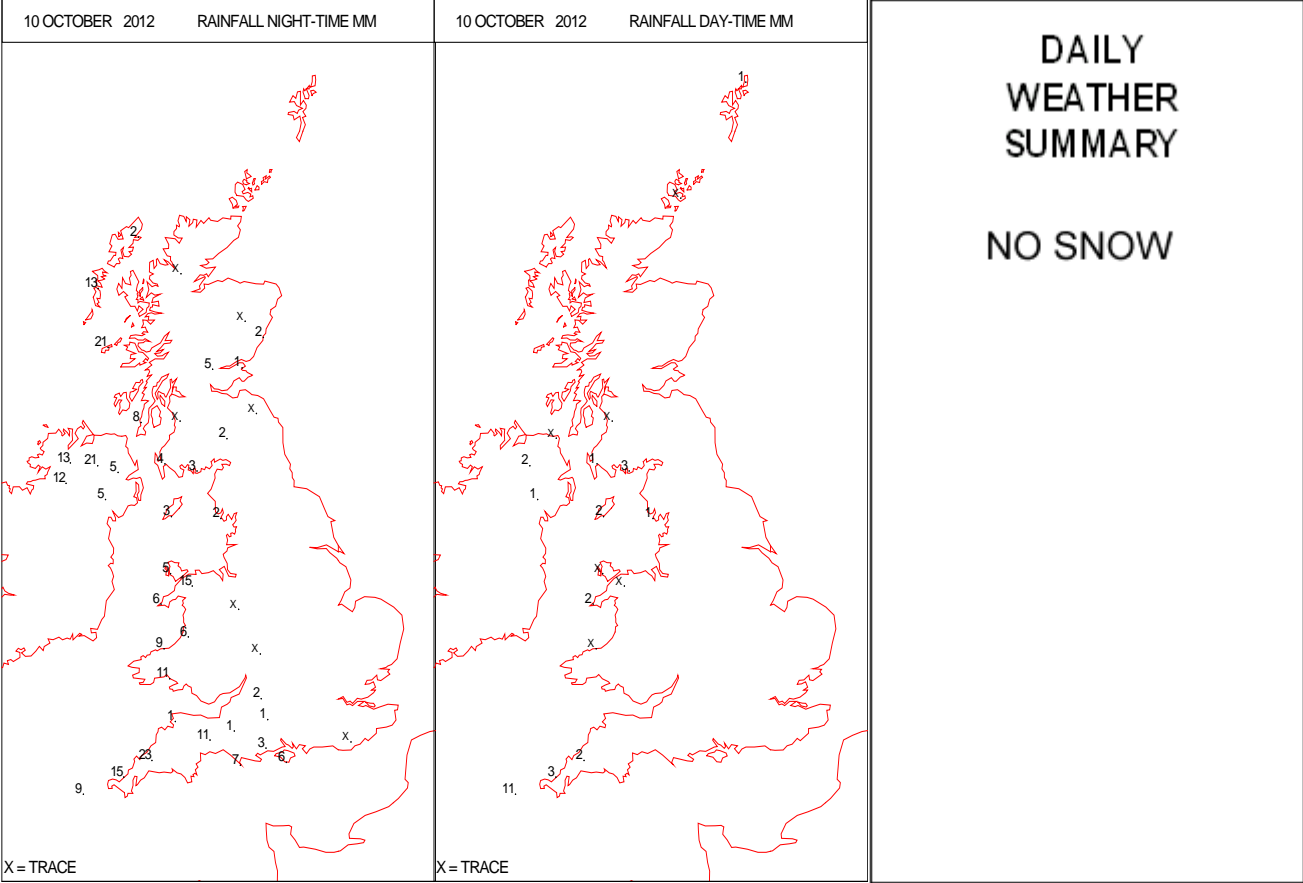 10 OCTOBER 2012 RAINFALL NIGHT-TIME MM
2
X
13
X
2
21
1
5
8
X
X
2
13
21
5
4
3
12
5
3
2
5
15
6
X
6
9
X
11
2
1
1
1
11
X
3
23
7
6
15
9
X = TRACE
10 OCTOBER 2012 RAINFALL DAY-TIME MM
1
X
X
X
2
1
3
1
2
1
X
X
2
X
2
3
11
X = TRACE
DAILY
WEATHER
SUMMARY
NO SNOW